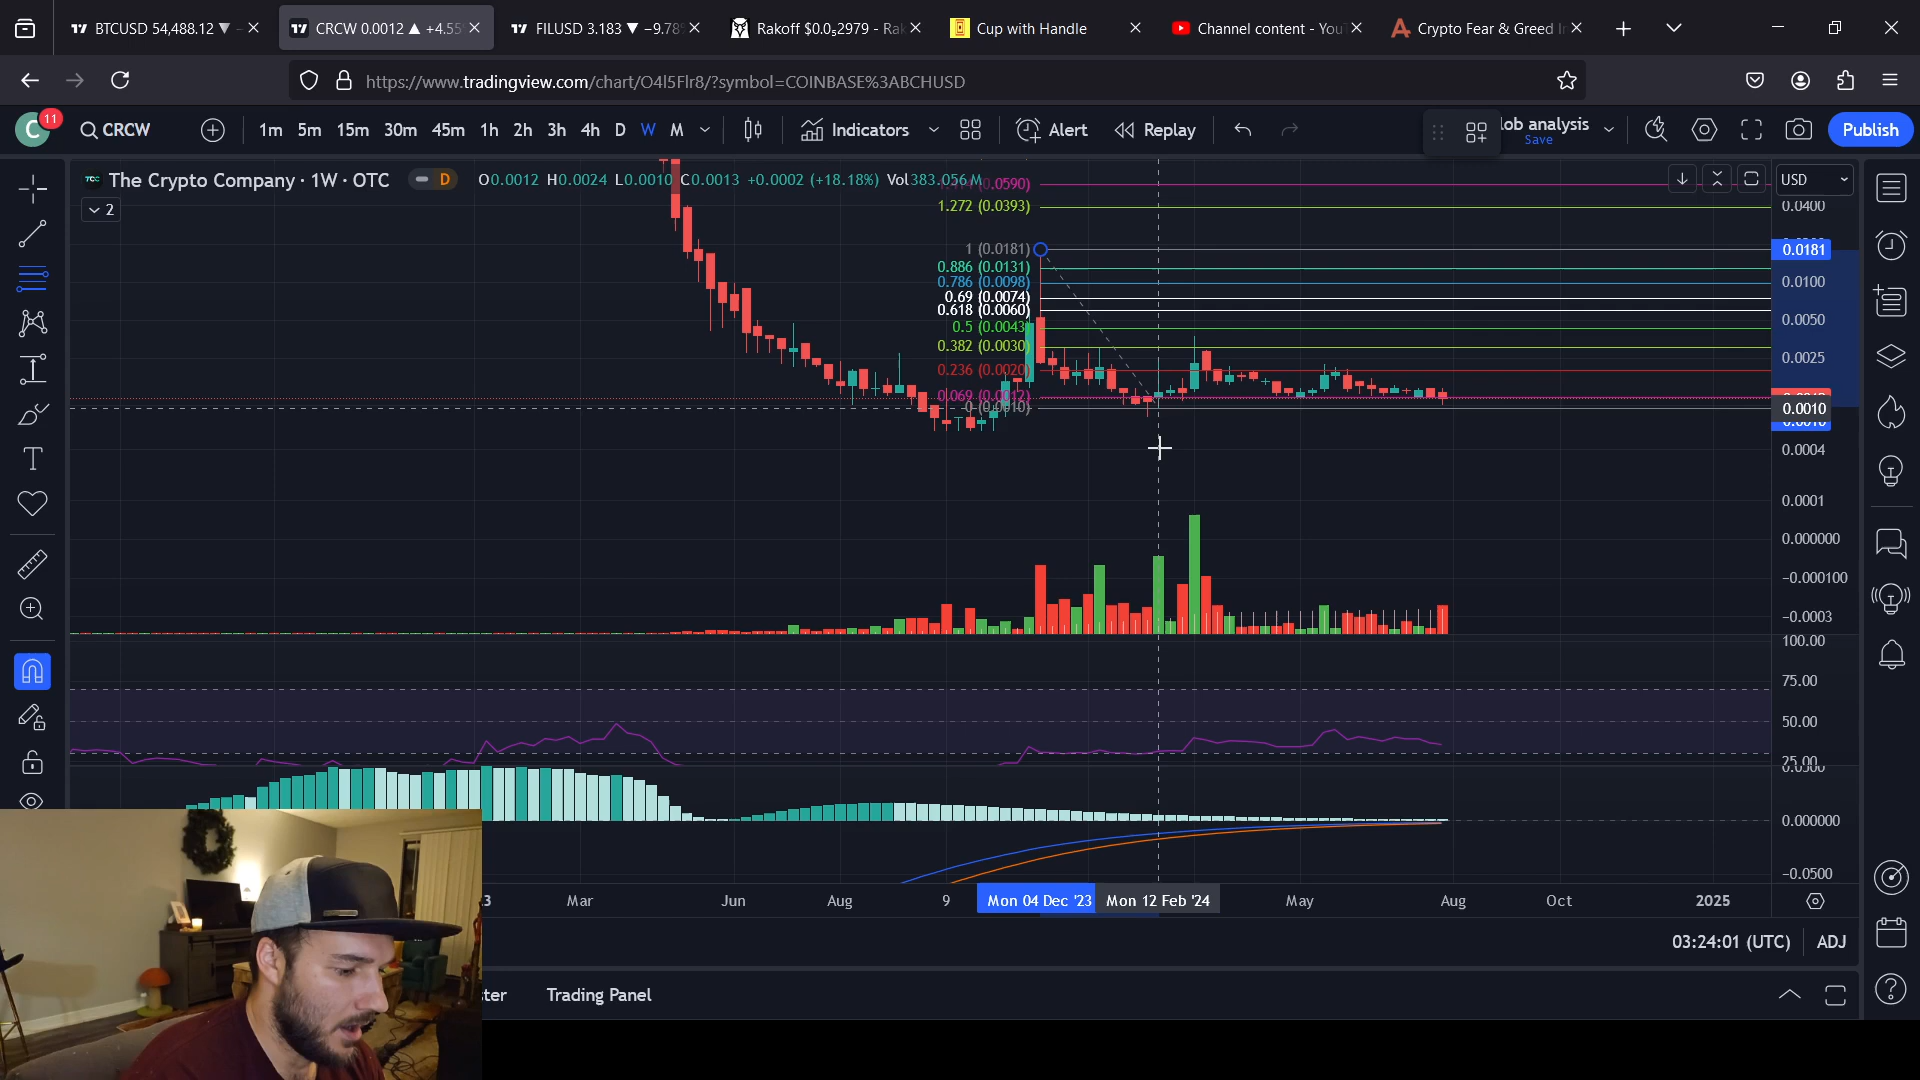 BTCUSD 54,488.12 ▼ −
CRCW 0.0012 ▲ +4.55
FILUSD 3.183 ▼ −9.78
Rakoff $0.0₅2979 - Rak
Cup with Handle
Channel content - YouT
Crypto Fear & Greed In
https://www.tradingview.com/chart/O4l5Flr8/?symbol=COINBASE%3ABCHUSD
C 11 CRCW 1m 5m 15m 30m 45m 1h 2h 3h 4h D W M Indicators Alert Replay lob analysis Save Publish
The Crypto Company · 1W · OTC D O0.0012 H0.0024 L0.0010 C0.0013 +0.0002 (+18.18%) Vol383.056 M
2
USD
(0.0590)
1.272 (0.0393)
1 (0.0181)
0.886 (0.0131)
0.786 (0.0098)
0.69 (0.0074)
0.618 (0.0060)
0.5 (0.0043)
0.382 (0.0030)
0.236 (0.0020)
0.069 (0.0012)
0 (0.0010)
0.0400
0.0181
0.0100
0.0050
0.0025
0.0010
0.0004
0.0001
0.000000
−0.000100
−0.0003
100.00
75.00
50.00
25.00
0.000000
−0.0500
3 Mar Jun Aug 9 Mon 04 Dec '23 Mon 12 Feb '24 May Aug Oct 2025
03:24:01 (UTC) ADJ
ster Trading Panel